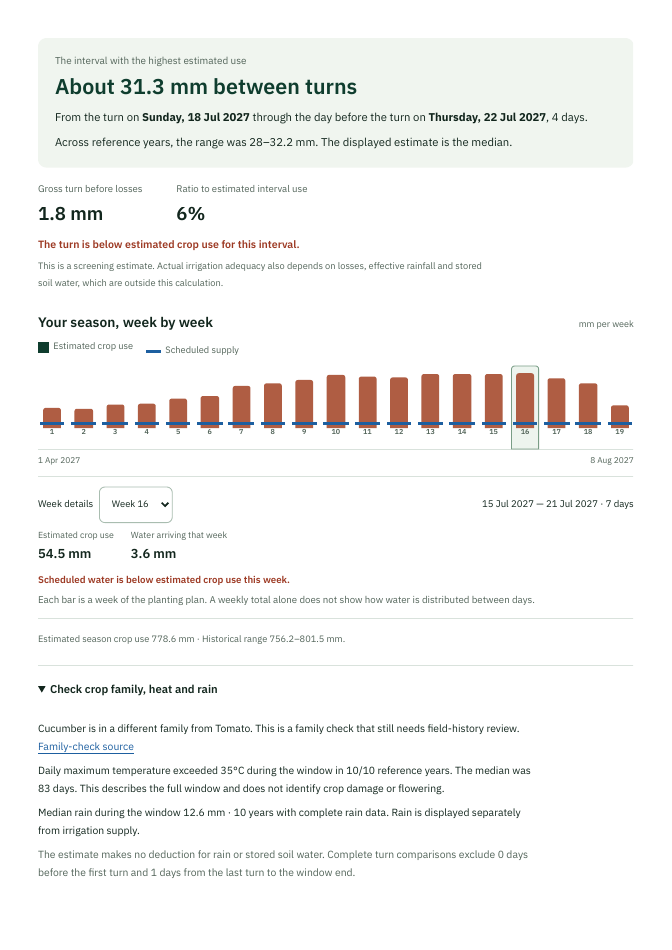 The interval with the highest estimated use
About 31.3 mm between turns
From the turn on Sunday, 18 Jul 2027 through the day before the turn on Thursday, 22 Jul 2027, 4 days.
Across reference years, the range was 28–32.2 mm. The displayed estimate is the median.
Gross turn before losses
Ratio to estimated interval use
1.8 mm
6%
The turn is below estimated crop use for this interval.
This is a screening estimate. Actual irrigation adequacy also depends on losses, effective rainfall and stored
soil water, which are outside this calculation.
Your season, week by week
mm per week
Estimated crop use
Scheduled supply
1 2 3 4 5 6 7 8 9 10 11 12 13 14 15 16 17 18 19
1 Apr 2027
8 Aug 2027
Week details
Week 16
15 Jul 2027 — 21 Jul 2027 · 7 days
Estimated crop use
Water arriving that week
54.5 mm
3.6 mm
Scheduled water is below estimated crop use this week.
Each bar is a week of the planting plan. A weekly total alone does not show how water is distributed between days.
Estimated season crop use 778.6 mm · Historical range 756.2–801.5 mm.
▼ Check crop family, heat and rain
Cucumber is in a different family from Tomato. This is a family check that still needs field-history review.
Family-check source
Daily maximum temperature exceeded 35°C during the window in 10/10 reference years. The median was
83 days. This describes the full window and does not identify crop damage or flowering.
Median rain during the window 12.6 mm · 10 years with complete rain data. Rain is displayed separately
from irrigation supply.
The estimate makes no deduction for rain or stored soil water. Complete turn comparisons exclude 0 days
before the first turn and 1 days from the last turn to the window end.